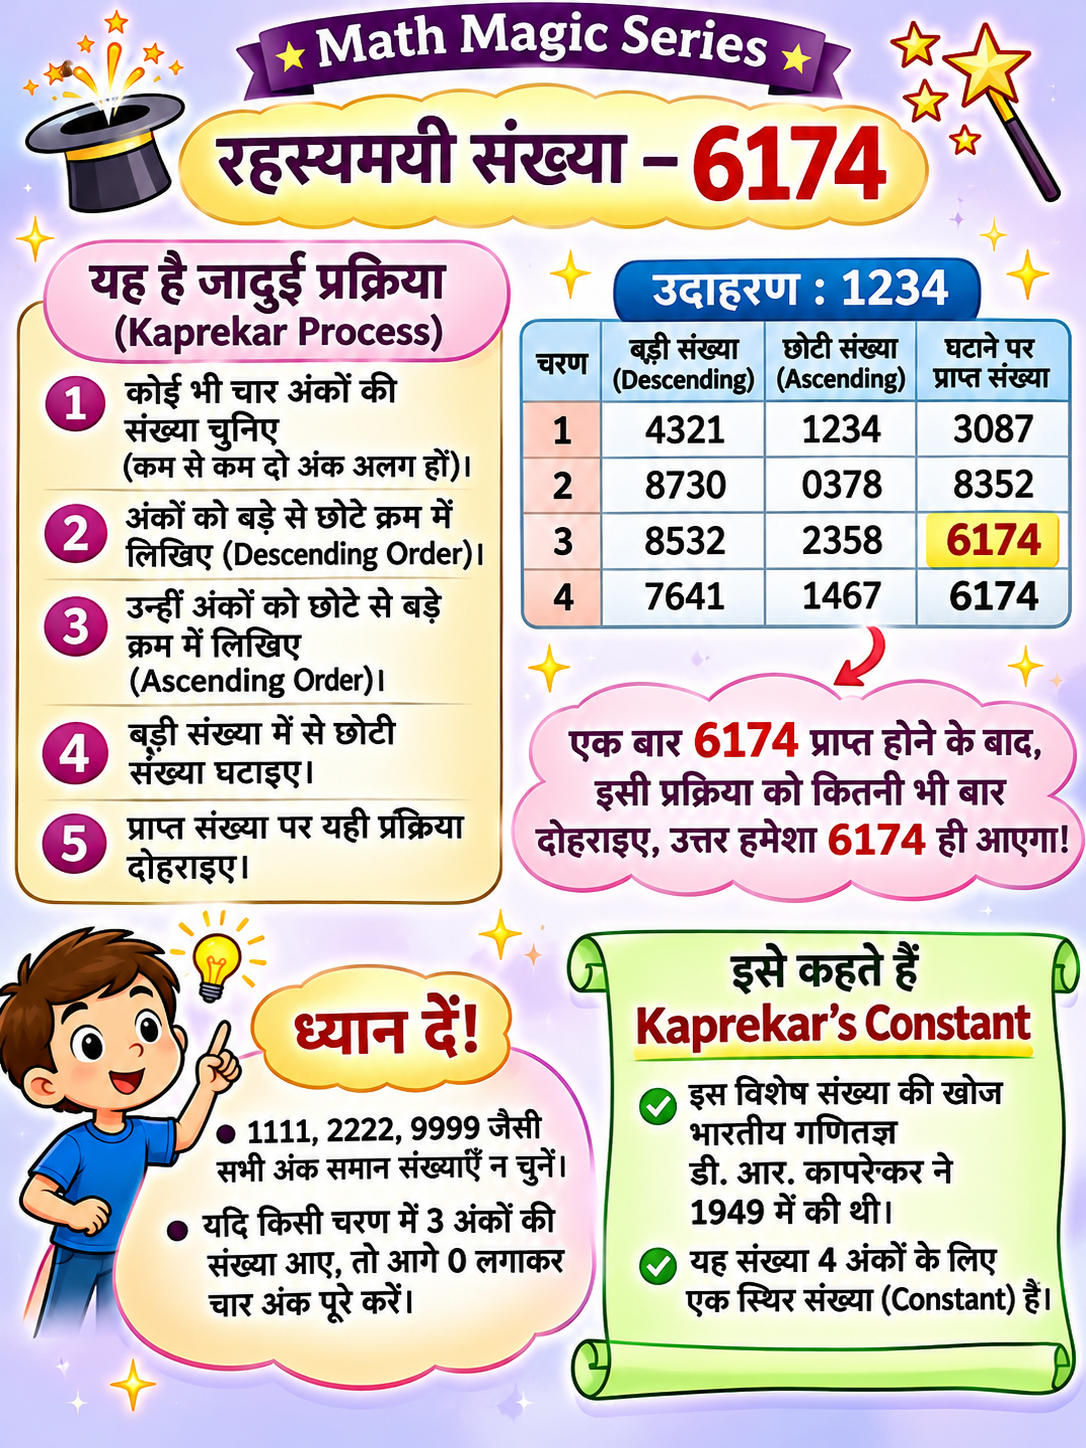 Math Magic Series
रहस्यमयी संख्या – 6174
यह है जादुई प्रक्रिया
(Kaprekar Process)
1 कोई भी चार अंकों की
संख्या चुनिए
(कम से कम दो अंक अलग हों)।
2 अंकों को बड़े से छोटे क्रम में
लिखिए (Descending Order)।
3 उन्हीं अंकों को छोटे से बड़े
क्रम में लिखिए
(Ascending Order)।
4 बड़ी संख्या में से छोटी
संख्या घटाइए।
5 प्राप्त संख्या पर यही प्रक्रिया
दोहराइए।
उदाहरण : 1234
चरण बड़ी संख्या (Descending) छोटी संख्या (Ascending) घटाने पर प्राप्त संख्या
1 4321 1234 3087
2 8730 0378 8352
3 8532 2358 6174
4 7641 1467 6174
एक बार 6174 प्राप्त होने के बाद,
इसी प्रक्रिया को कितनी भी बार
दोहराइए, उत्तर हमेशा 6174 ही आएगा!
ध्यान दें!
● 1111, 2222, 9999 जैसी
सभी अंक समान संख्याएँ न चुनें।
● यदि किसी चरण में 3 अंकों की
संख्या आए, तो आगे 0 लगाकर
चार अंक पूरे करें।
इसे कहते हैं
Kaprekar's Constant
इस विशेष संख्या की खोज
भारतीय गणितज्ञ
डी. आर. कापरेकर ने
1949 में की थी।
यह संख्या 4 अंकों के लिए
एक स्थिर संख्या (Constant) हैं।